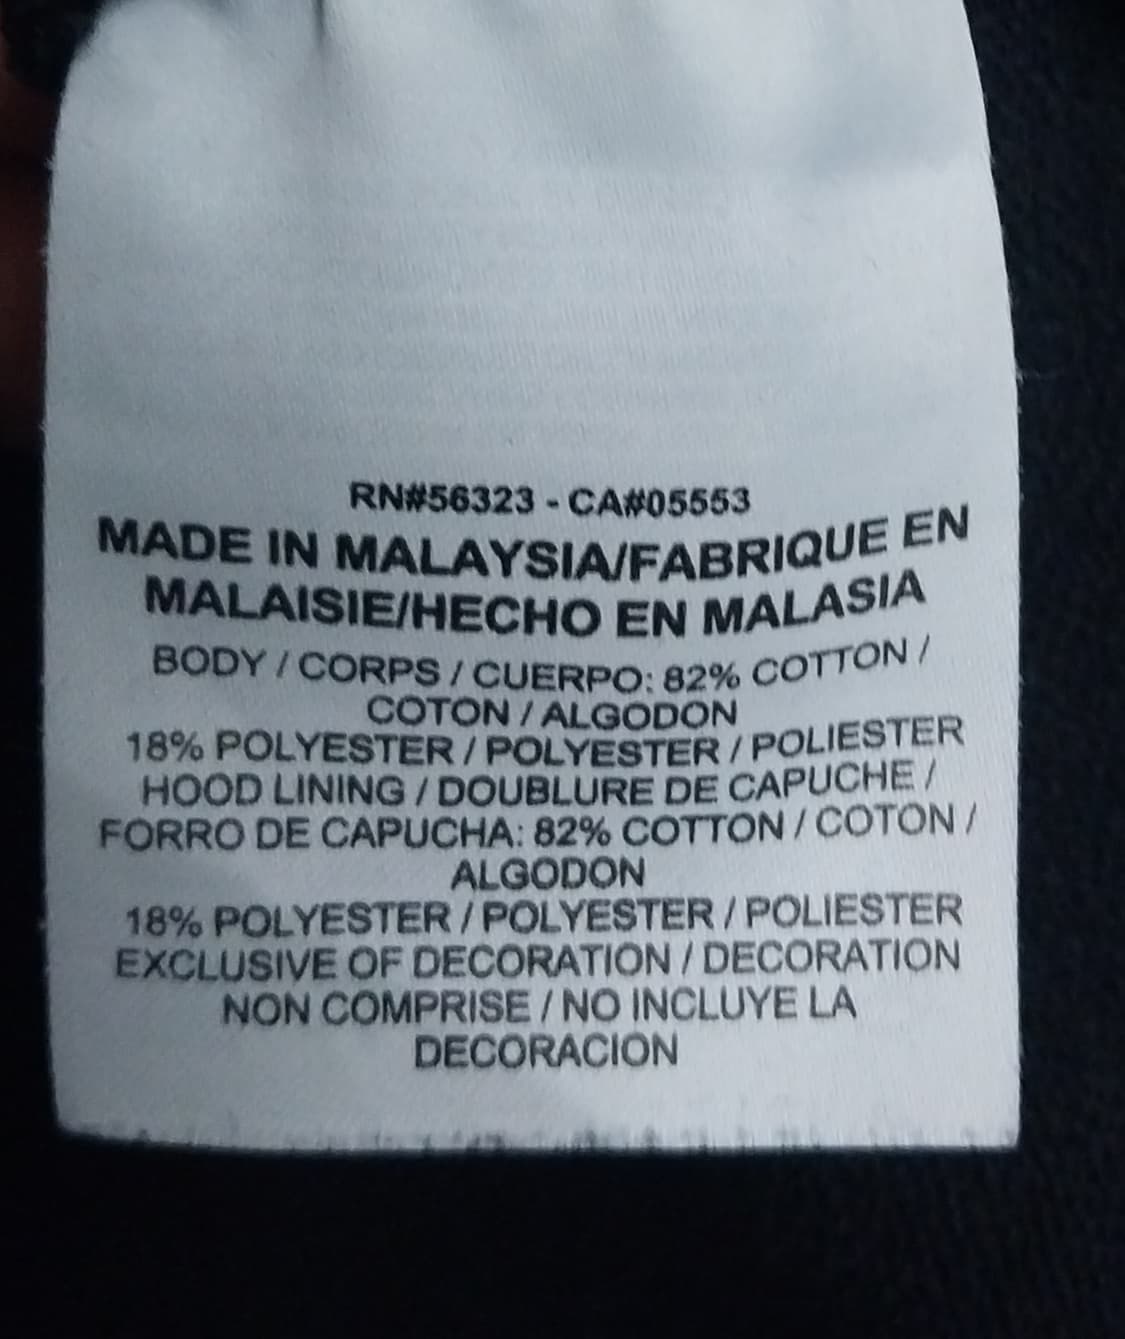 RN#56323 - CA#05553
MADE IN MALAYSIA/FABRIQUE EN
MALAISIE/HECHO EN MALASIA
BODY / CORPS / CUERPO: 82% COTTON /
COTON / ALGODON
18% POLYESTER / POLYESTER / POLIESTER
HOOD LINING / DOUBLURE DE CAPUCHE /
FORRO DE CAPUCHA: 82% COTTON / COTON /
ALGODON
18% POLYESTER / POLYESTER / POLIESTER
EXCLUSIVE OF DECORATION / DECORATION
NON COMPRISE / NO INCLUYE LA
DECORACION